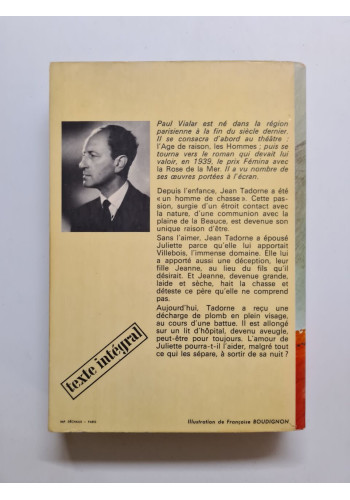 Paul Vialar est né dans la région
parisienne à la fin du siècle dernier.
Il se consacra d'abord au théâtre :
l'Age de raison, les Hommes ; puis se
tourna vers le roman qui devait lui
valoir, en 1939, le prix Fémina avec
la Rose de la Mer. Il a vu nombre de
ses œuvres portées à l'écran.
Depuis l'enfance, Jean Tadorne a été
« un homme de chasse ». Cette pas-
sion, surgie d'un étroit contact avec
la nature, d'une communion avec la
plaine de la Beauce, est devenue son
unique raison d'être.
Sans l'aimer, Jean Tadorne a épousé
Juliette parce qu'elle lui apportait
Villebois, l'immense domaine. Elle lui
a apporté aussi une déception, leur
fille Jeanne, au lieu du fils qu'il
désirait. Et Jeanne, devenue grande,
laide et sèche, hait la chasse et
déteste ce père qu'elle ne comprend
pas.
Aujourd'hui, Tadorne a reçu une
décharge de plomb en plein visage,
au cours d'une battue. Il est allongé
sur un lit d'hôpital, devenu aveugle,
peut-être pour toujours. L'amour de
Juliette pourra-t-il l'aider, malgré tout
ce qui les sépare, à sortir de sa nuit ?
texte intégral
Illustration de Françoise BOUDIGNON